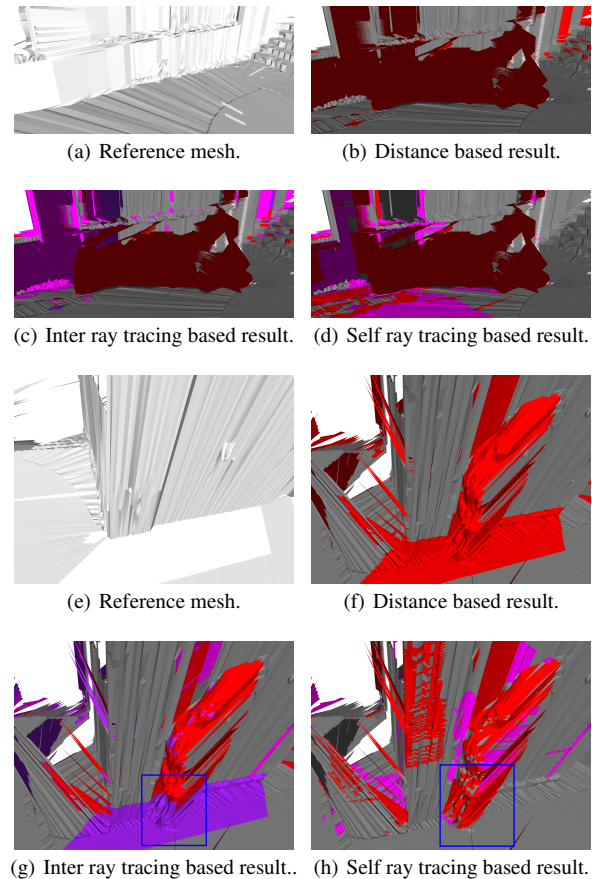 (a) Reference mesh.
(b) Distance based result.
(c) Inter ray tracing based result.
(d) Self ray tracing based result.
(e) Reference mesh.
(f) Distance based result.
(g) Inter ray tracing based result..
(h) Self ray tracing based result.